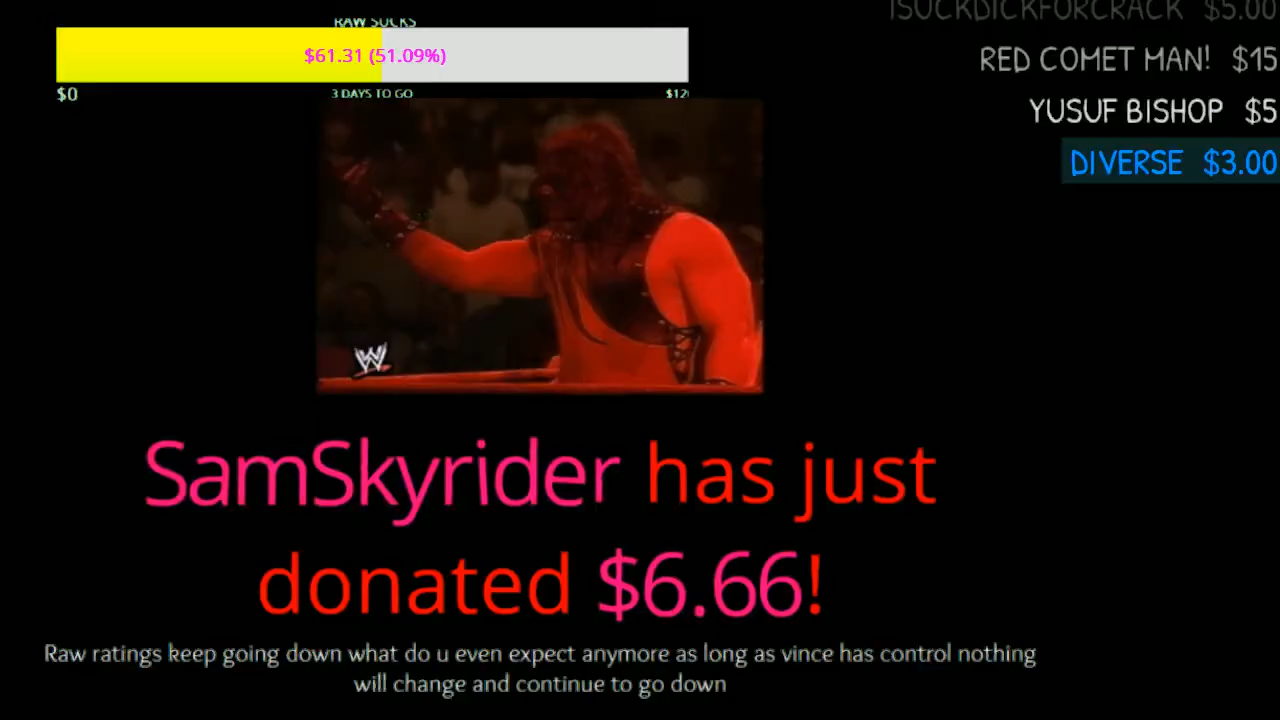 RAW SUCKS
$61.31 (51.09%)
$0 3 DAYS TO GO
ISUCKDICKFORCRACK $5.00
RED COMET MAN! $15
YUSUF BISHOP $5
DIVERSE $3.00
W
SamSkyrider has just
donated $6.66!
Raw ratings keep going down what do u even expect anymore as long as vince has control nothing
will change and continue to go down